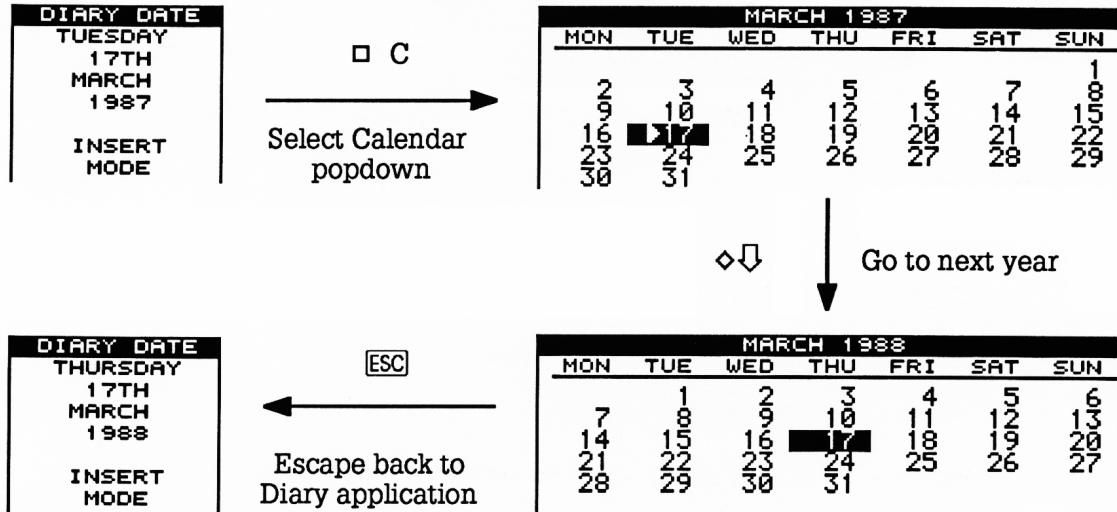 DIARY DATE
TUESDAY
17TH
MARCH
1987
INSERT
MODE
□ C
Select Calendar
popdown
MARCH 1987
MON TUE WED THU FRI SAT SUN
1
2 3 4 5 6 7 8
9 10 11 12 13 14 15
16 17 18 19 20 21 22
23 24 25 26 27 28 29
30 31
◇⇩ Go to next year
MARCH 1988
MON TUE WED THU FRI SAT SUN
1 2 3 4 5 6
7 8 9 10 11 12 13
14 15 16 17 18 19 20
21 22 23 24 25 26 27
28 29 30 31
ESC
Escape back to
Diary application
DIARY DATE
THURSDAY
17TH
MARCH
1988
INSERT
MODE